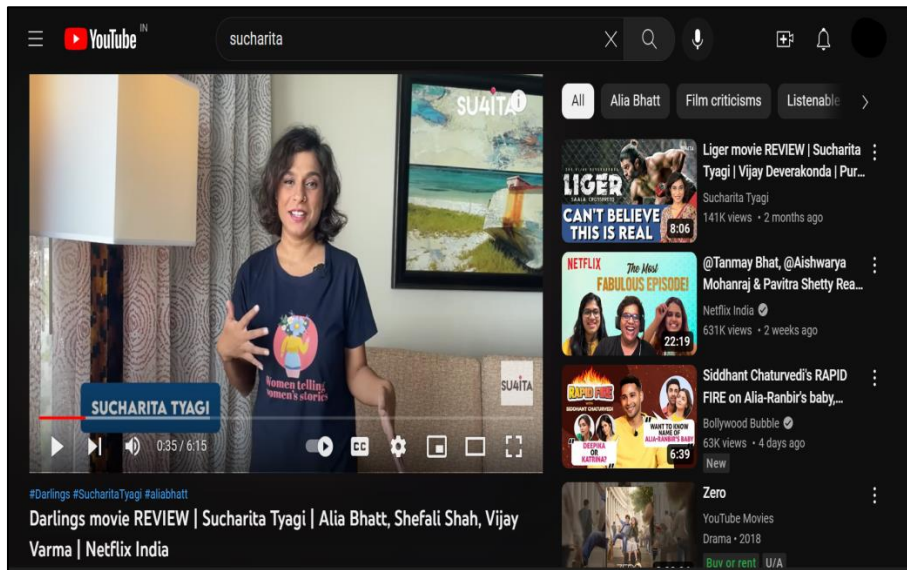 YouTube IN
sucharita
SU4ITA
Women telling
women's stories
SU4ITA
SUCHARITA TYAGI
0:35 / 6:15
CC
#Darlings #SucharitaTyagi #aliabhatt
Darlings movie REVIEW | Sucharita Tyagi | Alia Bhatt, Shefali Shah, Vijay
Varma | Netflix India
All
Alia Bhatt
Film criticisms
Listenable
LIGER
SAALA CROSSBREED
CAN'T BELIEVE
THIS IS REAL
8:06
Liger movie REVIEW | Sucharita
Tyagi | Vijay Deverakonda | Pur...
Sucharita Tyagi
141K views • 2 months ago
NETFLIX
The Most
FABULOUS EPISODE!
22:19
@Tanmay Bhat, @Aishwarya
Mohanraj & Pavitra Shetty Rea...
Netflix India
631K views • 2 weeks ago
RAPID FIRE
WITH
SIDDHANT CHATURVEDI
"DEEPIKA
OR
KATRINA?
"WANT TO KNOW
NAME OF
ALIA-RANBIR'S BABY
6:39
Siddhant Chaturvedi's RAPID
FIRE on Alia-Ranbir's baby,...
Bollywood Bubble
63K views • 4 days ago
New
Zero
YouTube Movies
Drama • 2018
Buy or rent
U/A